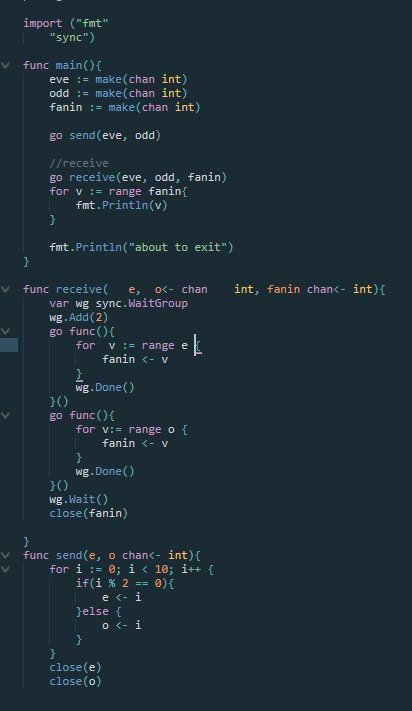 import ("fmt"
"sync")
func main(){
eve := make(chan int)
odd := make(chan int)
fanin := make(chan int)
go send(eve, odd)
//receive
go receive(eve, odd, fanin)
for v := range fanin{
fmt.Println(v)
}
fmt.Println("about to exit")
}
func receive(   e,  o<- chan    int, fanin chan<- int){
var wg sync.WaitGroup
wg.Add(2)
go func(){
for  v := range e {
fanin <- v
}
wg.Done()
}()
go func(){
for v:= range o {
fanin <- v
}
wg.Done()
}()
wg.Wait()
close(fanin)
}
func send(e, o chan<- int){
for i := 0; i < 10; i++ {
if(i % 2 == 0){
e <- i
}else {
o <- i
}
}
close(e)
close(o)